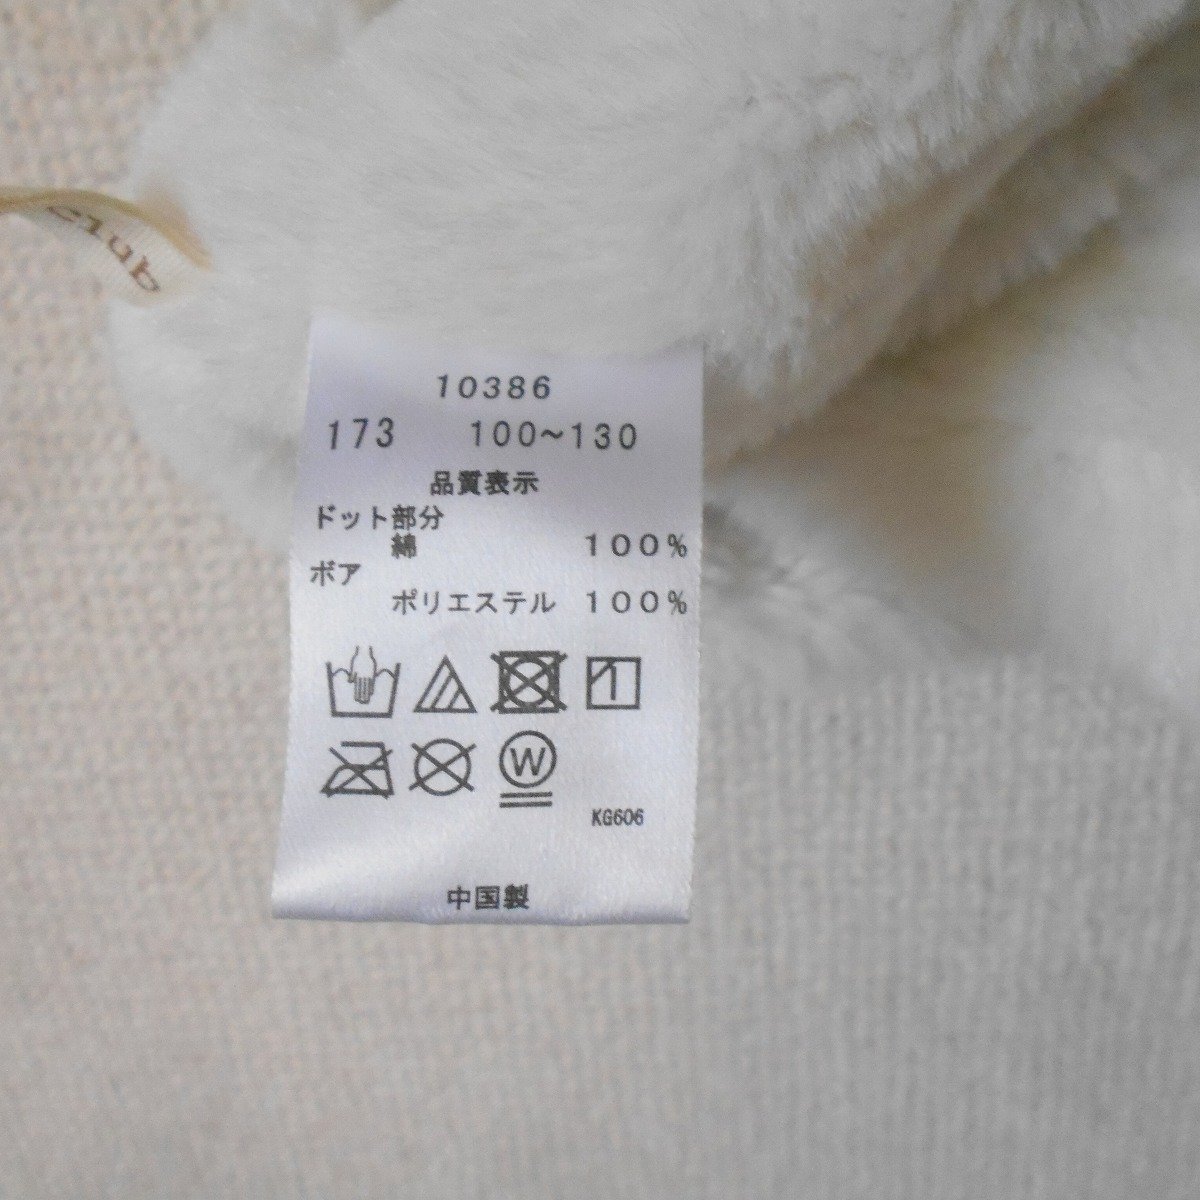 club
10386
173 100~130
品質表示
ドット部分
綿 100%
ボア
ポリエステル 100%
W
KG606
中国製